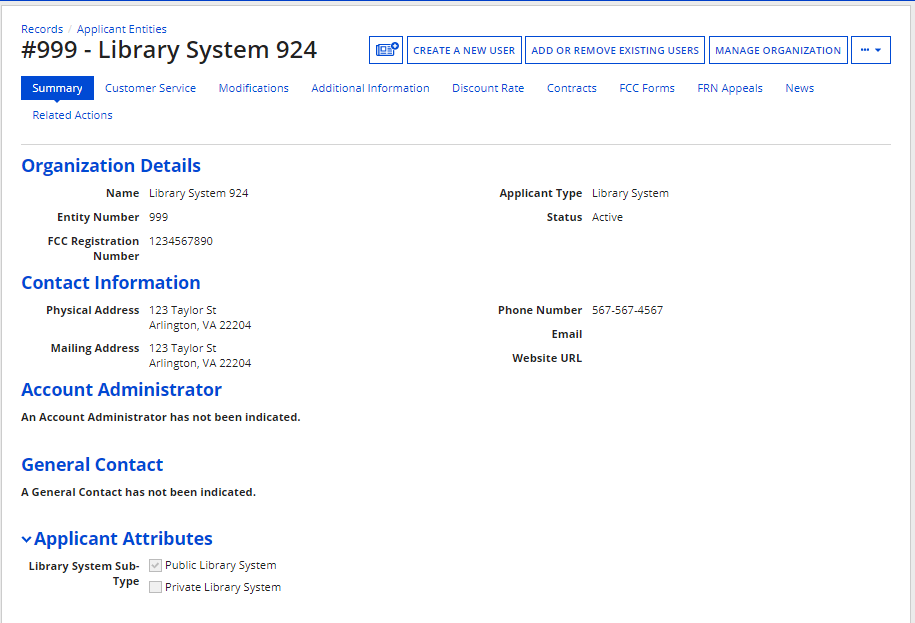 Records / Applicant Entities
#999 - Library System 924
CREATE A NEW USER
ADD OR REMOVE EXISTING USERS
MANAGE ORGANIZATION
Summary
Customer Service
Modifications
Additional Information
Discount Rate
Contracts
FCC Forms
FRN Appeals
News
Related Actions
Organization Details
Name Library System 924
Applicant Type Library System
Entity Number 999
Status Active
FCC Registration 1234567890
Number
Contact Information
Physical Address 123 Taylor St
Arlington, VA 22204
Phone Number 567-567-4567
Email
Mailing Address 123 Taylor St
Arlington, VA 22204
Website URL
Account Administrator
An Account Administrator has not been indicated.
General Contact
A General Contact has not been indicated.
Applicant Attributes
Library System Sub-
Type
Public Library System
Private Library System